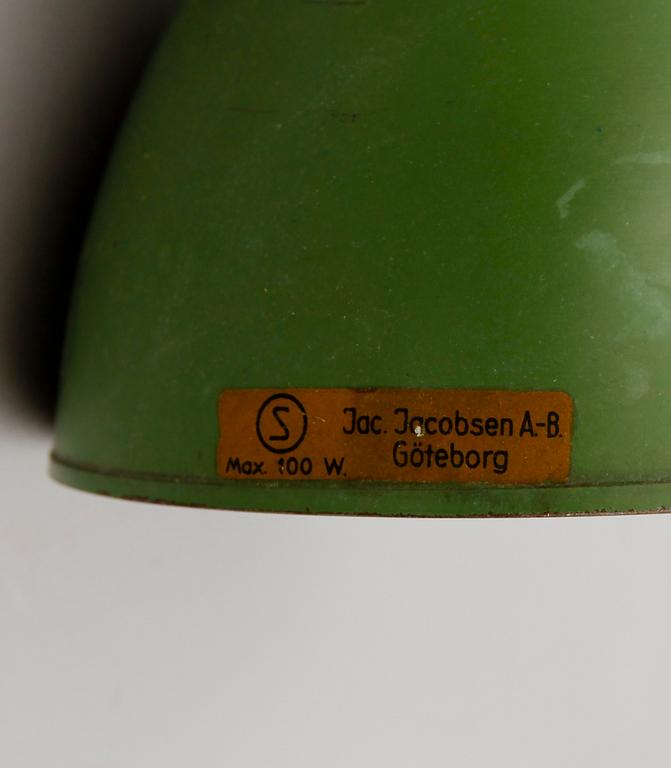 S
Jac. Jacobsen A.-B.
Max. 100 W.
Göteborg